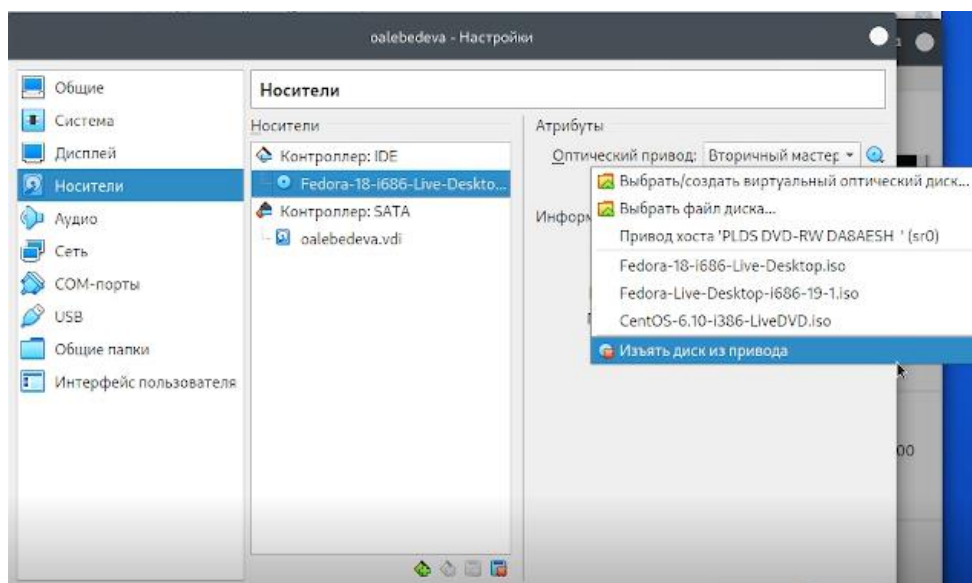 oalebedeva - Настройки
Общие
Система
Дисплей
Носители
Аудио
Сеть
COM-порты
USB
Общие папки
Интерфейс пользователя
Носители
Носители
Контроллер: IDE
Fedora-18-i686-Live-Deskto...
Контроллер: SATA
oalebedeva.vdi
Атрибуты
Оптический привод: Вторичный мастер
Информ
Выбрать/создать виртуальный оптический диск...
Выбрать файл диска...
Привод хоста 'PLDS DVD-RW DA8AESH ' (sr0)
Fedora-18-i686-Live-Desktop.iso
Fedora-Live-Desktop-i686-19-1.iso
CentOS-6.10-i386-LiveDVD.iso
Изъять диск из привода
00